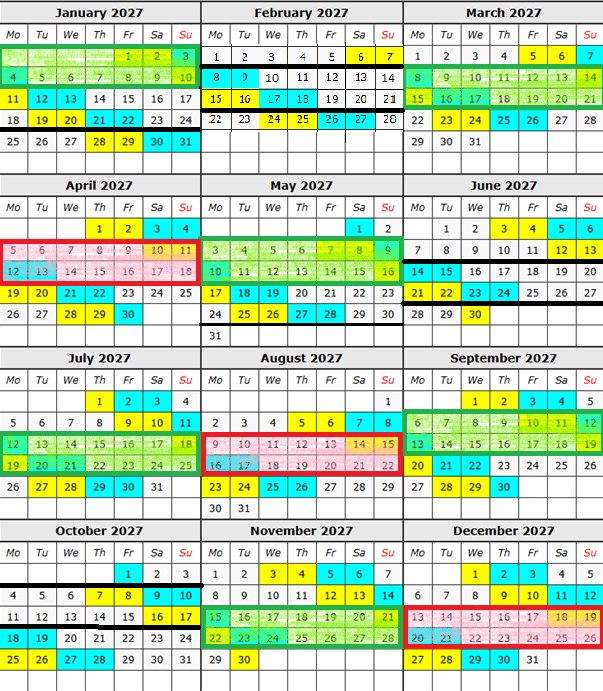 January 2027
Mo Tu We Th Fr Sa Su
1 2 3
4 5 6 7 8 9 10
11 12 13 14 15 16 17
18 19 20 21 22 23 24
25 26 27 28 29 30 31
February 2027
Mo Tu We Th Fr Sa Su
1 2 3 4 5 6 7
8 9 10 11 12 13 14
15 16 17 18 19 20 21
22 23 24 25 26 27 28
March 2027
Mo Tu We Th Fr Sa Su
1 2 3 4 5 6 7
8 9 10 11 12 13 14
15 16 17 18 19 20 21
22 23 24 25 26 27 28
29 30 31
April 2027
Mo Tu We Th Fr Sa Su
1 2 3 4
5 6 7 8 9 10 11
12 13 14 15 16 17 18
19 20 21 22 23 24 25
26 27 28 29 30
May 2027
Mo Tu We Th Fr Sa Su
1 2
3 4 5 6 7 8 9
10 11 12 13 14 15 16
17 18 19 20 21 22 23
24 25 26 27 28 29 30
31
June 2027
Mo Tu We Th Fr Sa Su
1 2 3 4 5 6
7 8 9 10 11 12 13
14 15 16 17 18 19 20
21 22 23 24 25 26 27
28 29 30
July 2027
Mo Tu We Th Fr Sa Su
1 2 3 4
5 6 7 8 9 10 11
12 13 14 15 16 17 18
19 20 21 22 23 24 25
26 27 28 29 30 31
August 2027
Mo Tu We Th Fr Sa Su
1
2 3 4 5 6 7 8
9 10 11 12 13 14 15
16 17 18 19 20 21 22
23 24 25 26 27 28 29
30 31
September 2027
Mo Tu We Th Fr Sa Su
1 2 3 4 5
6 7 8 9 10 11 12
13 14 15 16 17 18 19
20 21 22 23 24 25 26
27 28 29 30
October 2027
Mo Tu We Th Fr Sa Su
1 2 3
4 5 6 7 8 9 10
11 12 13 14 15 16 17
18 19 20 21 22 23 24
25 26 27 28 29 30 31
November 2027
Mo Tu We Th Fr Sa Su
1 2 3 4 5 6 7
8 9 10 11 12 13 14
15 16 17 18 19 20 21
22 23 24 25 26 27 28
29 30
December 2027
Mo Tu We Th Fr Sa Su
1 2 3 4 5
6 7 8 9 10 11 12
13 14 15 16 17 18 19
20 21 22 23 24 25 26
27 28 29 30 31